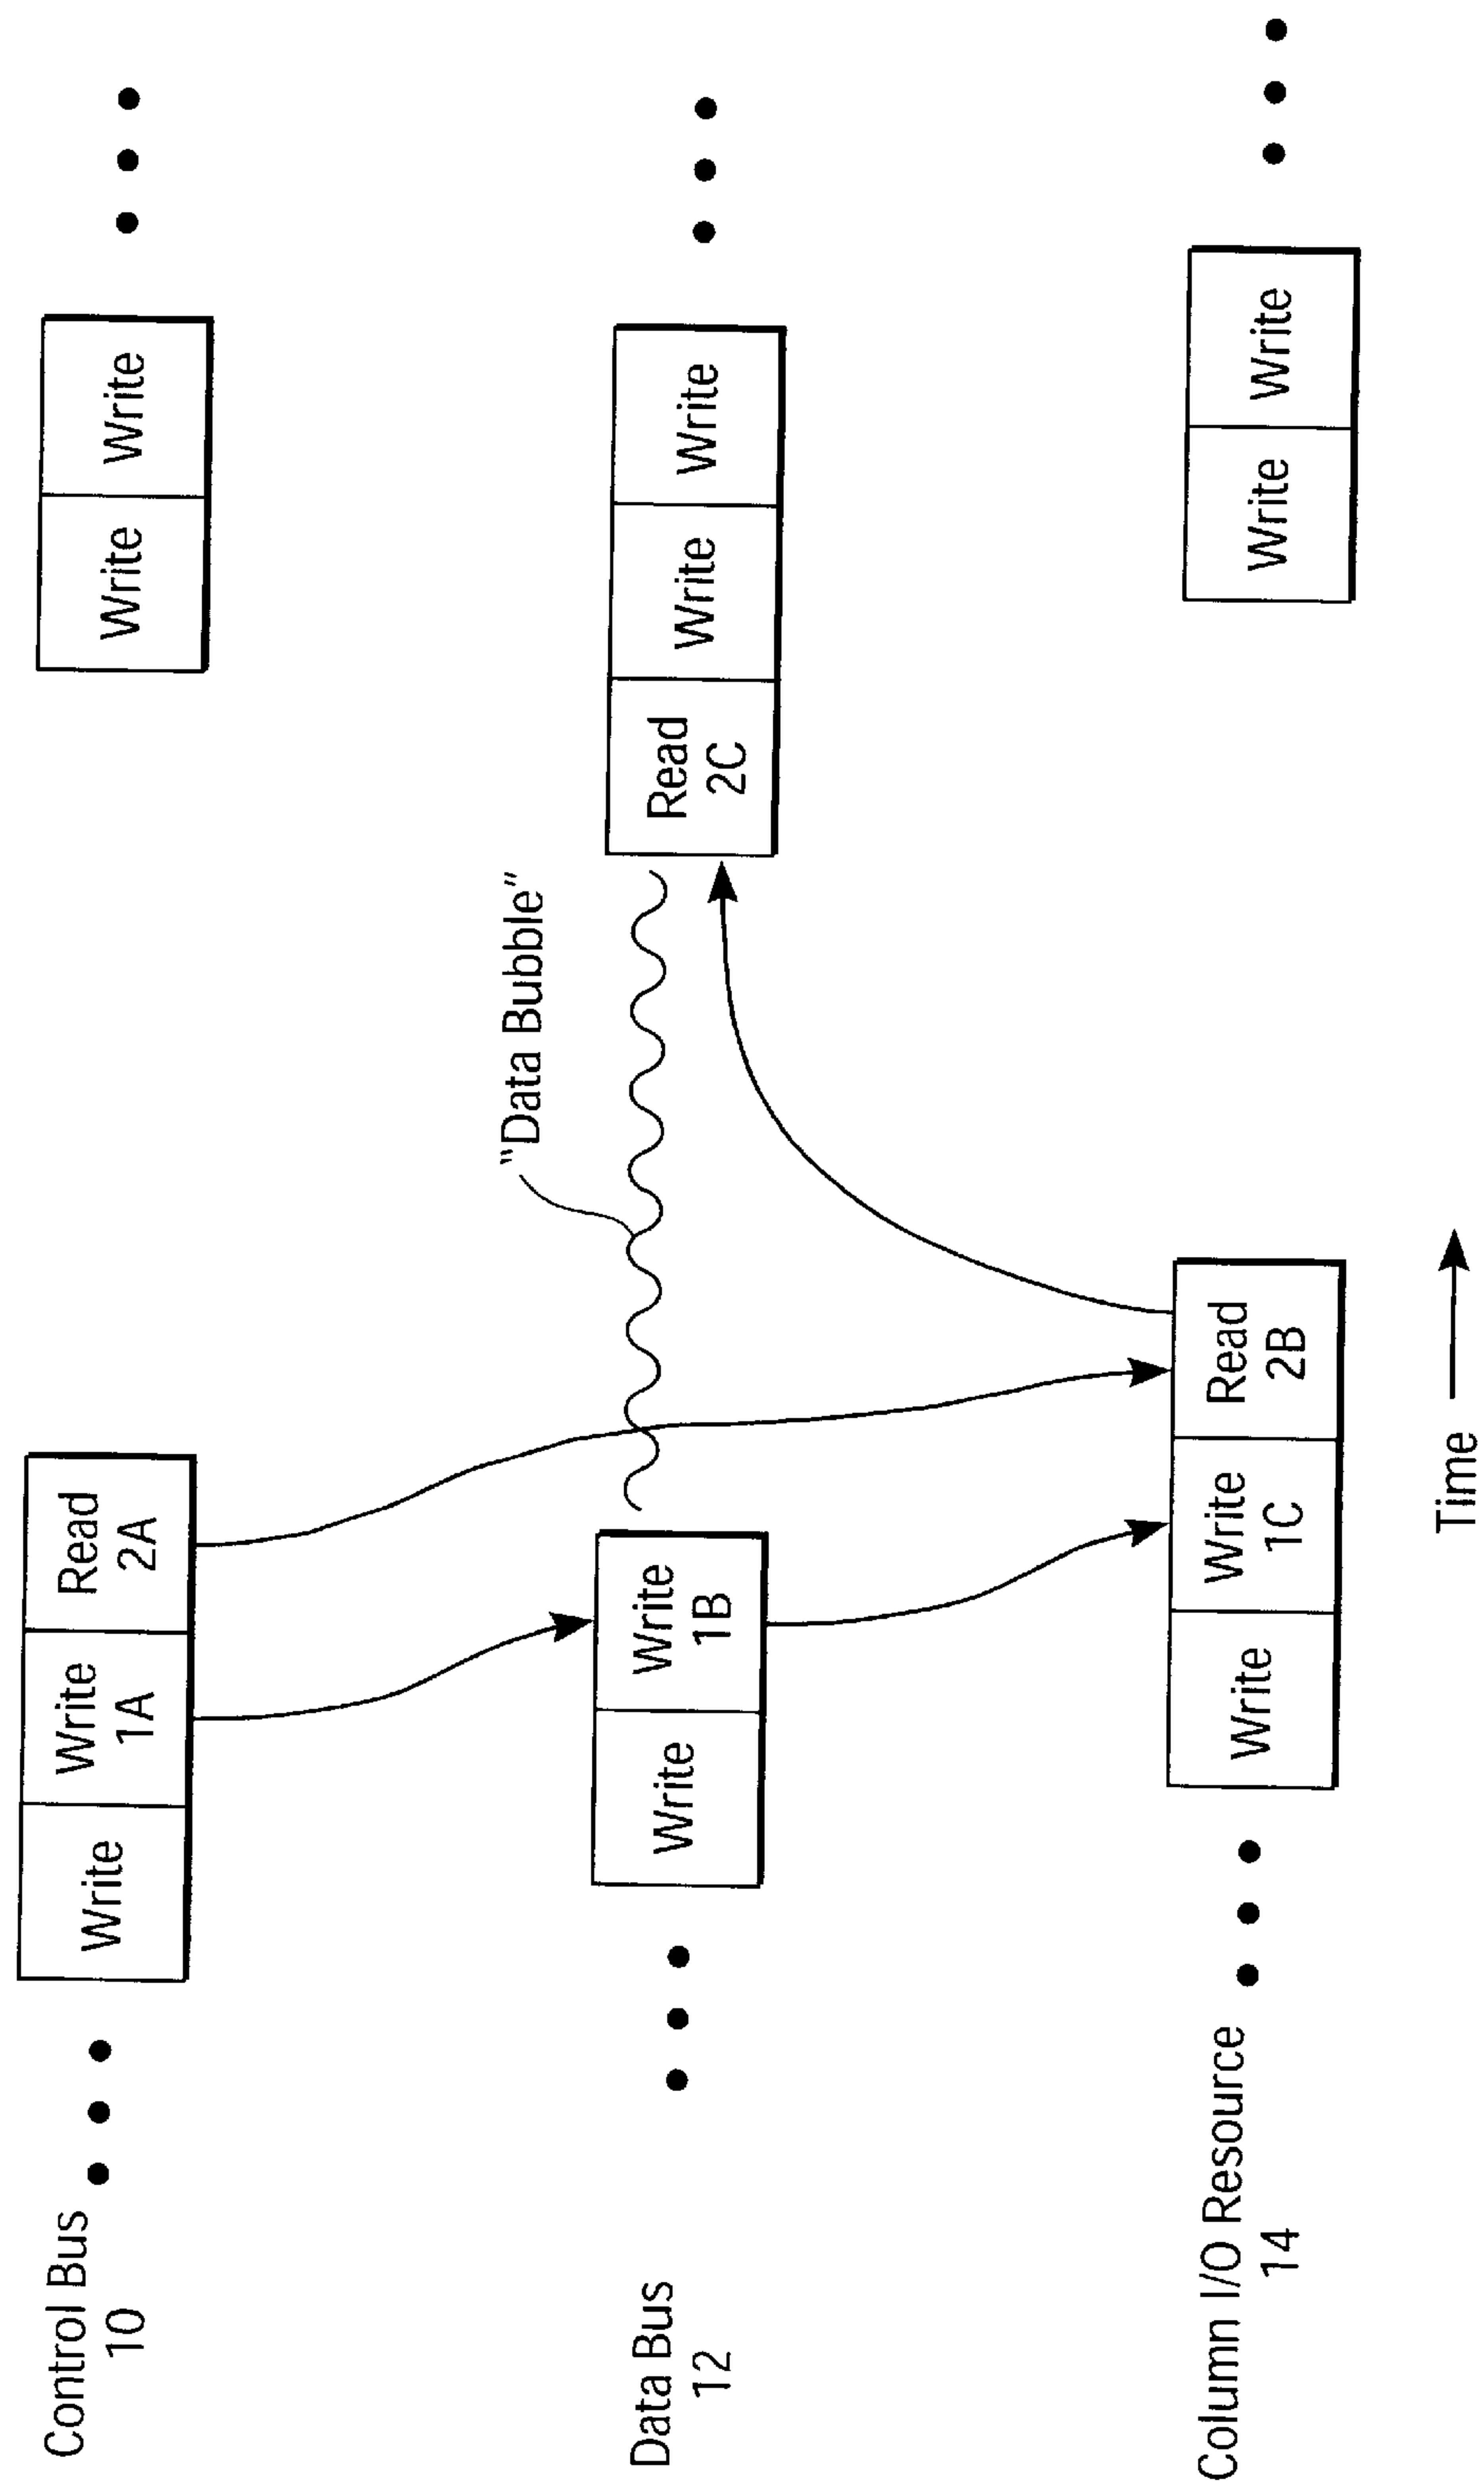 Control Bus
10
Write
Write
1A
Read
2A
Write
Write
Data Bus
12
Write
Write
1B
"Data Bubble"
Read
2C
Write
Write
Column I/O Resource
14
Write
Write
1C
Read
2B
Write
Write
Time